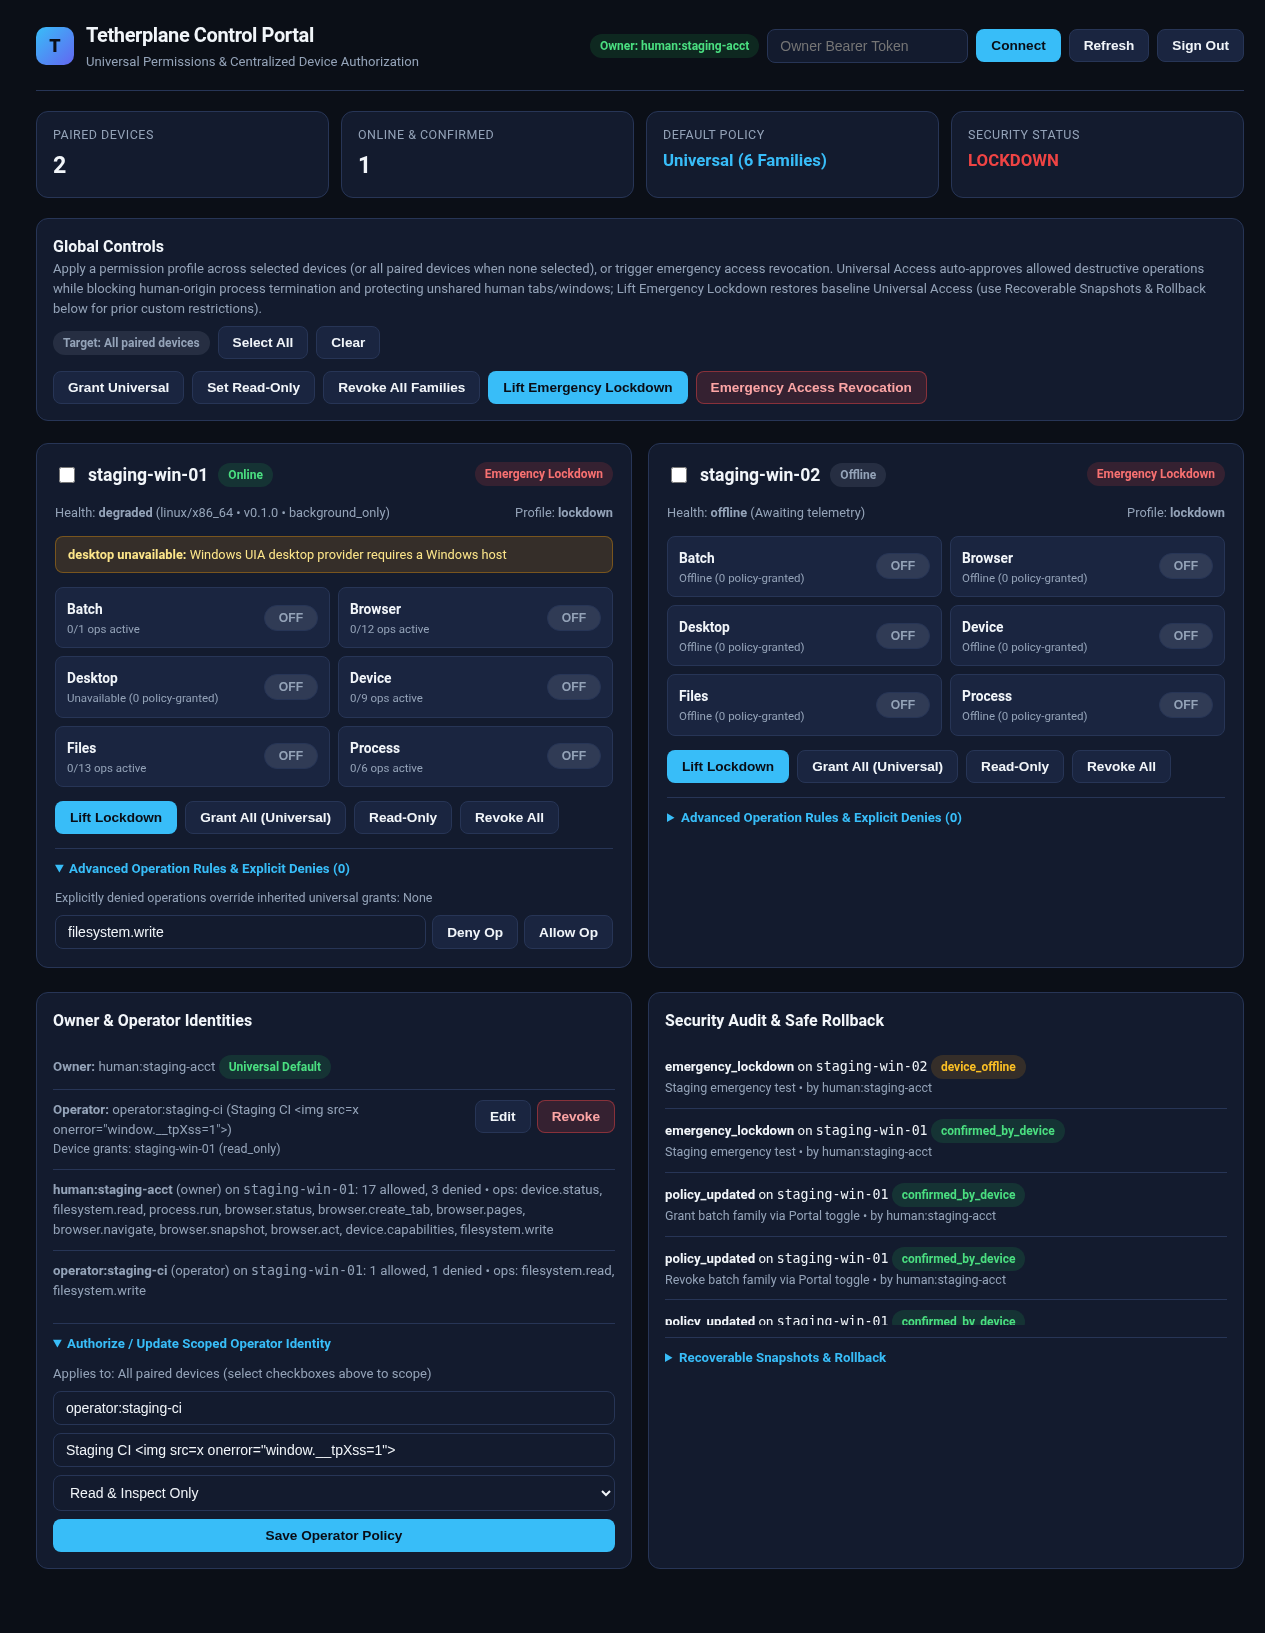 T
Tetherplane Control Portal
Universal Permissions & Centralized Device Authorization
Owner: human:staging-acct
Owner Bearer Token
Connect
Refresh
Sign Out
PAIRED DEVICES
2
ONLINE & CONFIRMED
1
DEFAULT POLICY
Universal (6 Families)
SECURITY STATUS
LOCKDOWN
Global Controls
Apply a permission profile across selected devices (or all paired devices when none selected), or trigger emergency access revocation. Universal Access auto-approves allowed destructive operations
while blocking human-origin process termination and protecting unshared human tabs/windows; Lift Emergency Lockdown restores baseline Universal Access (use Recoverable Snapshots & Rollback
below for prior custom restrictions).
Target: All paired devices
Select All
Clear
Grant Universal
Set Read-Only
Revoke All Families
Lift Emergency Lockdown
Emergency Access Revocation
staging-win-01
Online
Emergency Lockdown
Health: degraded (linux/x86_64 • v0.1.0 • background_only)
Profile: lockdown
desktop unavailable: Windows UIA desktop provider requires a Windows host
Batch
0/1 ops active
OFF
Browser
0/12 ops active
OFF
Desktop
Unavailable (0 policy-granted)
OFF
Device
0/9 ops active
OFF
Files
0/13 ops active
OFF
Process
0/6 ops active
OFF
Lift Lockdown
Grant All (Universal)
Read-Only
Revoke All
▼ Advanced Operation Rules & Explicit Denies (0)
Explicitly denied operations override inherited universal grants: None
filesystem.write
Deny Op
Allow Op
staging-win-02
Offline
Emergency Lockdown
Health: offline (Awaiting telemetry)
Profile: lockdown
Batch
Offline (0 policy-granted)
OFF
Browser
Offline (0 policy-granted)
OFF
Desktop
Offline (0 policy-granted)
OFF
Device
Offline (0 policy-granted)
OFF
Files
Offline (0 policy-granted)
OFF
Process
Offline (0 policy-granted)
OFF
Lift Lockdown
Grant All (Universal)
Read-Only
Revoke All
▶ Advanced Operation Rules & Explicit Denies (0)
Owner & Operator Identities
Owner: human:staging-acct Universal Default
Operator: operator:staging-ci (Staging CI <img src=x
onerror="window.__tpXss=1">)
Device grants: staging-win-01 (read_only)
Edit
Revoke
human:staging-acct (owner) on staging-win-01: 17 allowed, 3 denied • ops: device.status,
filesystem.read, process.run, browser.status, browser.create_tab, browser.pages,
browser.navigate, browser.snapshot, browser.act, device.capabilities, filesystem.write
operator:staging-ci (operator) on staging-win-01: 1 allowed, 1 denied • ops: filesystem.read,
filesystem.write
▼ Authorize / Update Scoped Operator Identity
Applies to: All paired devices (select checkboxes above to scope)
operator:staging-ci
Staging CI <img src=x onerror="window.__tpXss=1">
Read & Inspect Only
Save Operator Policy
Security Audit & Safe Rollback
emergency_lockdown on staging-win-02 device_offline
Staging emergency test • by human:staging-acct
emergency_lockdown on staging-win-01 confirmed_by_device
Staging emergency test • by human:staging-acct
policy_updated on staging-win-01 confirmed_by_device
Grant batch family via Portal toggle • by human:staging-acct
policy_updated on staging-win-01 confirmed_by_device
Revoke batch family via Portal toggle • by human:staging-acct
policy_updated on staging-win-01 confirmed_by_device
▶ Recoverable Snapshots & Rollback